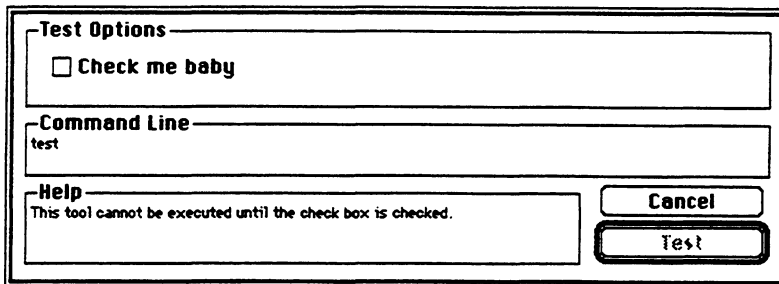 Test Options
Check me baby
Command Line
test
Help
This tool cannot be executed until the check box is checked.
Cancel
Test